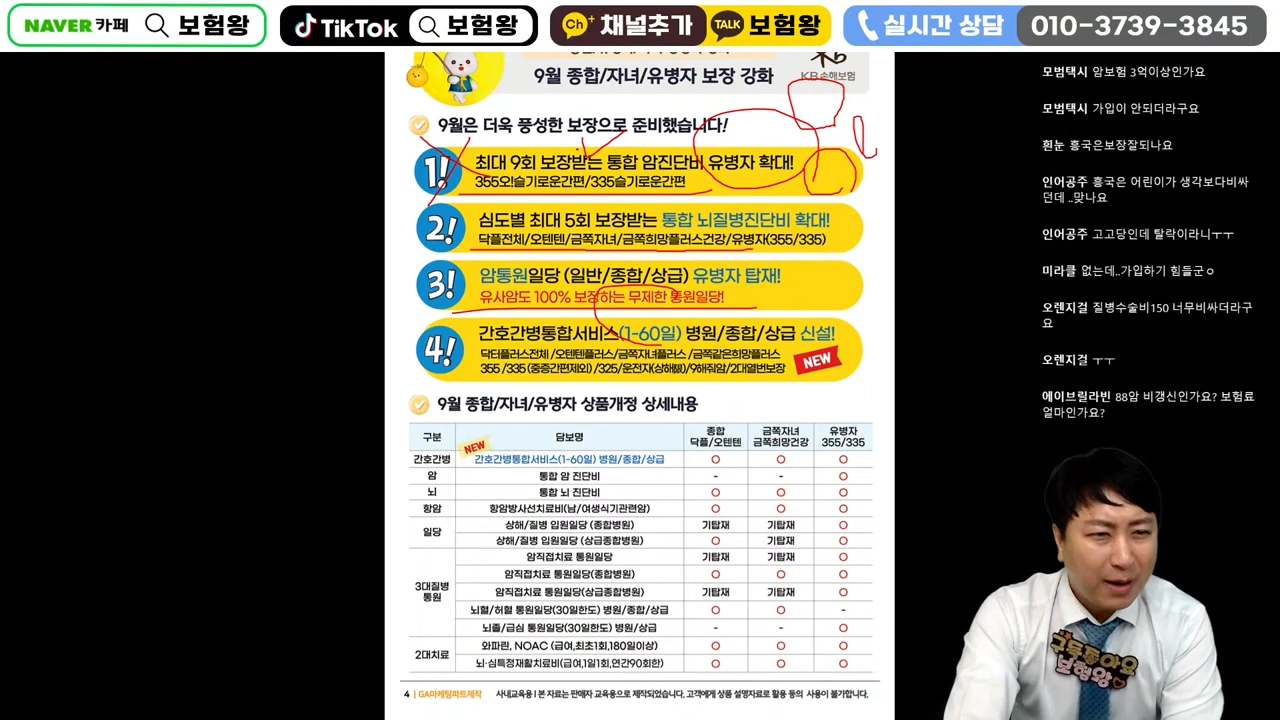 NAVER 카페 보험왕
TikTok 보험왕
Ch+ 채널추가 TALK 보험왕
실시간 상담 010-3739-3845
9월 종합/자녀/유병자 보장 강화
KB손해보험
9월은 더욱 풍성한 보장으로 준비했습니다!
1! 최대 9회 보장받는 통합 암진단비 유병자 확대!
355오!슬기로운간편/335슬기로운간편
2! 심도별 최대 5회 보장받는 통합 뇌질병진단비 확대!
닥플전체/오텐텐/금쪽자녀/금쪽희망플러스건강/유병자(355/335)
3! 암통원일당 (일반/종합/상급) 유병자 탑재!
유사암도 100% 보장하는 무제한 통원일당!
4! 간호간병통합서비스(1-60일) 병원/종합/상급 신설!
닥터플러스전체 /오텐텐플러스/금쪽자녀플러스 /금쪽같은희망플러스
355 /335 (중증간편제외) /325/운전자(상해醫)/9해줘암/2대열번보장
NEW
9월 종합/자녀/유병자 상품개정 상세내용
구분 담보명 종합 닥플/오텐텐 금쪽자녀 금쪽희망건강 유병자 355/335
NEW
간호간병 간호간병통합서비스(1-60일) 병원/종합/상급 O O O
암 통합 암 진단비 - - O
뇌 통합 뇌 진단비 O O O
항암 항암방사선치료비(남/여생식기관련암) O O O
일당 상해/질병 입원일당 (종합병원) 기탑재 기탑재 O
상해/질병 입원일당 (상급종합병원) O 기탑재 O
3대질병 통원 암직접치료 통원일당 기탑재 기탑재 O
암직접치료 통원일당(종합병원) O O O
암직접치료 통원일당(상급종합병원) 기탑재 기탑재 O
뇌혈/허혈 통원일당(30일한도) 병원/종합/상급 O O -
뇌졸/급심 통원일당(30일한도) 병원/상급 - - O
2대치료 와파린, NOAC (급여,최초1회,180일이상) O O O
뇌·심특정재활치료비(급여,1일1회,연간90회한) O O O
4 | GA마케팅파트제작 사내교육용 I 본 자료는 판매자 교육용으로 제작되었습니다. 고객에게 상품 설명자료로 활용 등의 사용이 불가합니다.
모범택시 암보험 3억이상인가요
모범택시 가입이 안되더라구요
흰눈 흥국은보장잘되나요
인어공주 흥국은 어린이가 생각보다비싸
던데 ..맞나요
인어공주 고고당인데 탈락이라니ㅜㅜ
미라클 없는데..가입하기 힘들군ㅇ
오렌지걸 질병수술비150 너무비싸더라구
요
오렌지걸 ㅜㅜ
에이브릴라빈 88암 비갱신인가요? 보험료
얼마인가요?
구독좋아요
보험왕